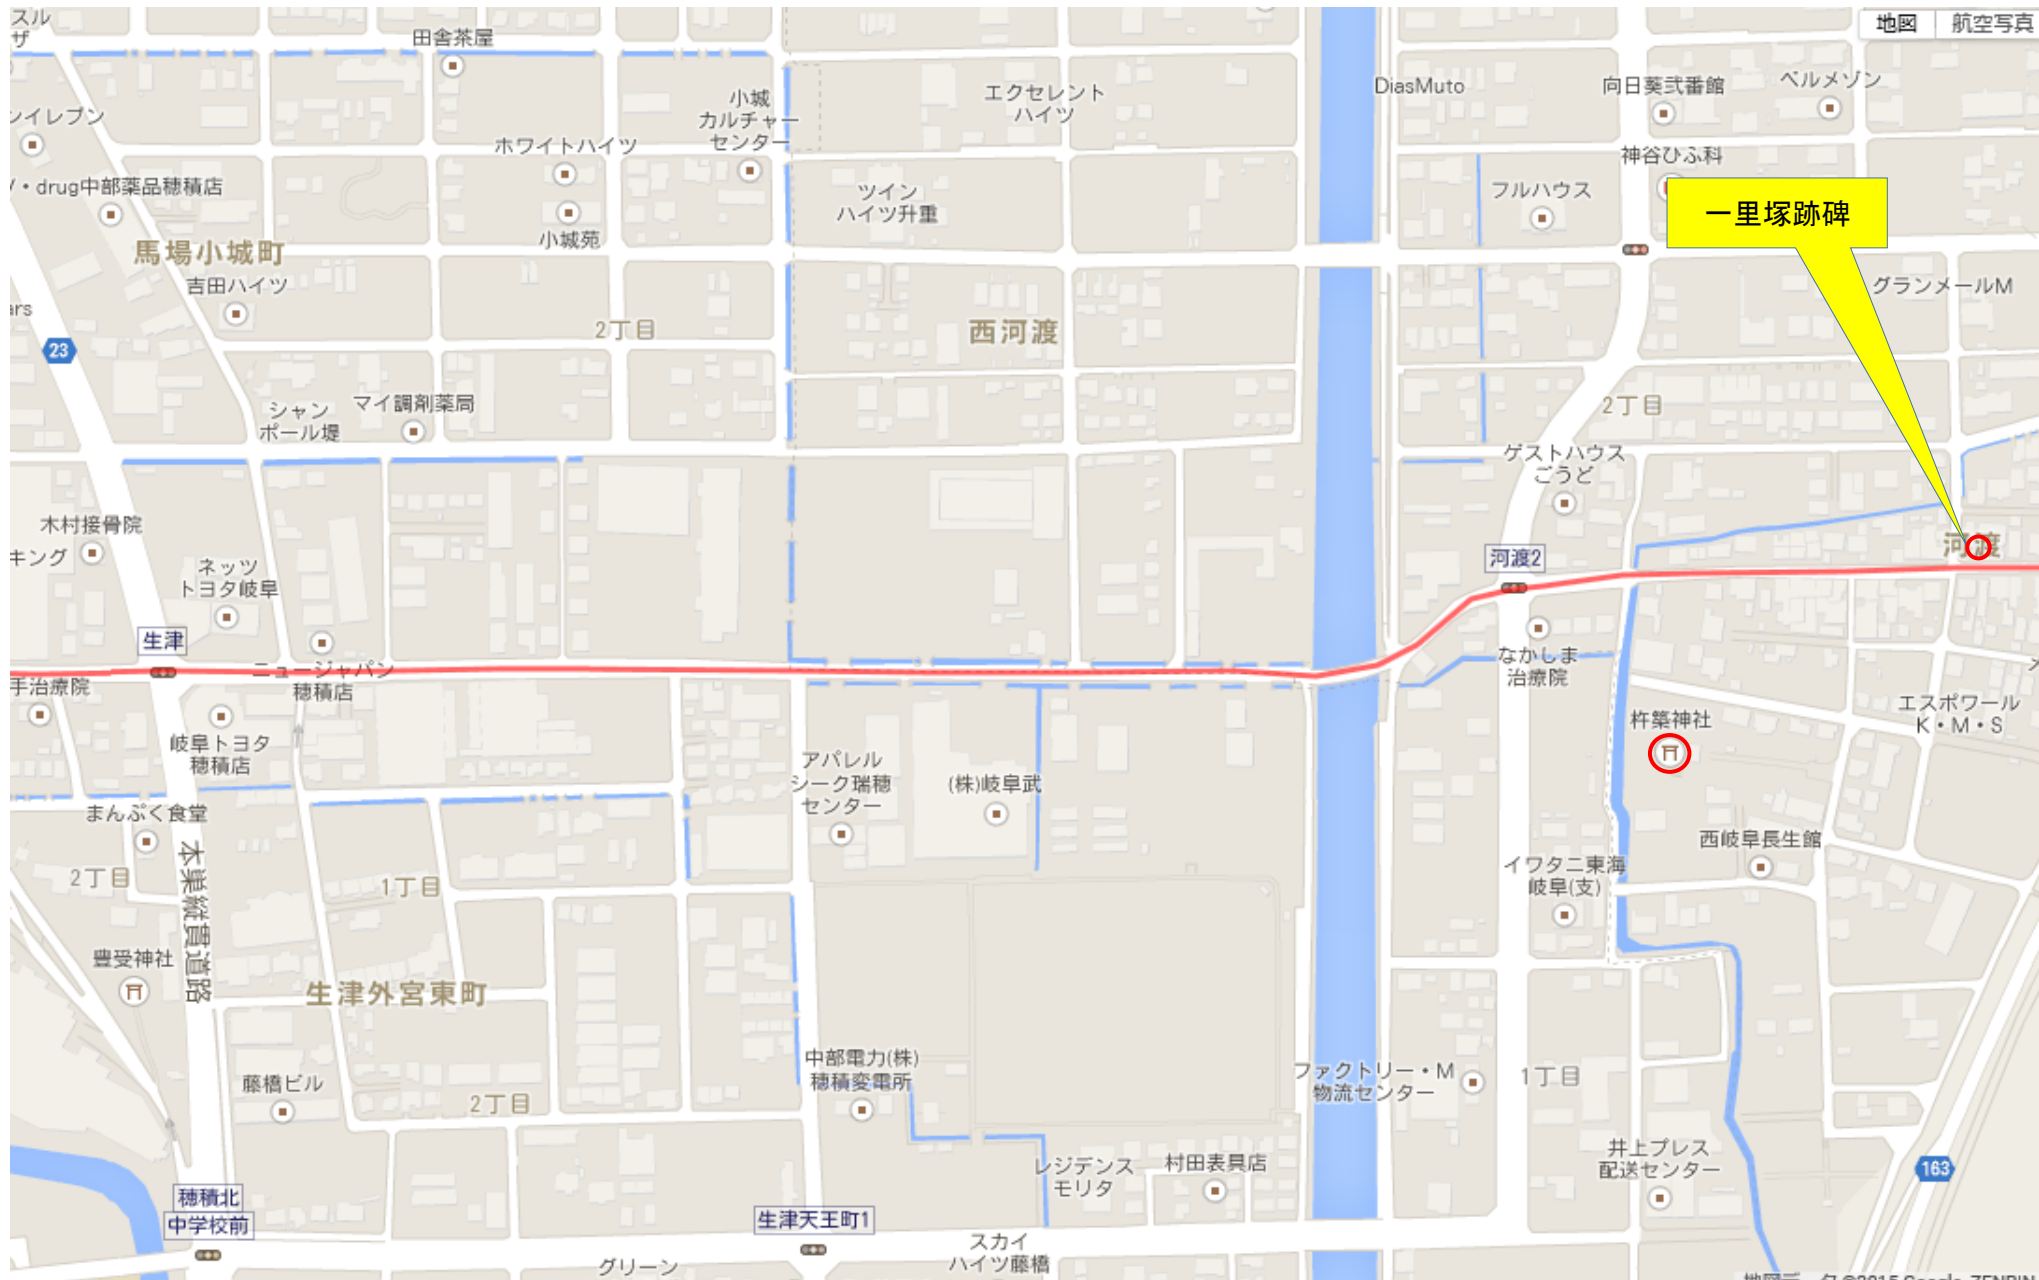 スル
ザ
田舎茶屋
地図
航空写真
小城
カルチャー
センター
エクセレント
ハイツ
DiasMuto
向日葵弐番館
ベルメゾン
ンイレブン
ホワイトハイツ
神谷ひふ科
・drug中部薬品穂積店
ツイン
ハイツ升重
フルハウス
一里塚跡碑
小城苑
馬場小城町
吉田ハイツ
グランメールM
ars
23
2丁目
西河渡
シャン
ポール堤
マイ調剤薬局
2丁目
ゲストハウス
ごうど
木村接骨院
キング
ネッツ
トヨタ岐阜
河渡2
河渡
生津
ニュージャパン
穂積店
手治療院
なかしま
治療院
エスポワール
K・M・S
杵築神社
岐阜トヨタ
穂積店
アパレル
シーク瑞穂
センター
(株)岐阜武
まんぷく食堂
西岐阜長生館
2丁目
本巣縦貫道路
1丁目
イワタニ東海
岐阜(支)
豊受神社
生津外宮東町
中部電力(株)
穂積変電所
藤橋ビル
2丁目
ファクトリー・M
物流センター
1丁目
井上プレス
配送センター
レジデンス
モリタ
村田表具店
163
穂積北
中学校前
生津天王町1
スカイ
ハイツ藤橋
グリーン